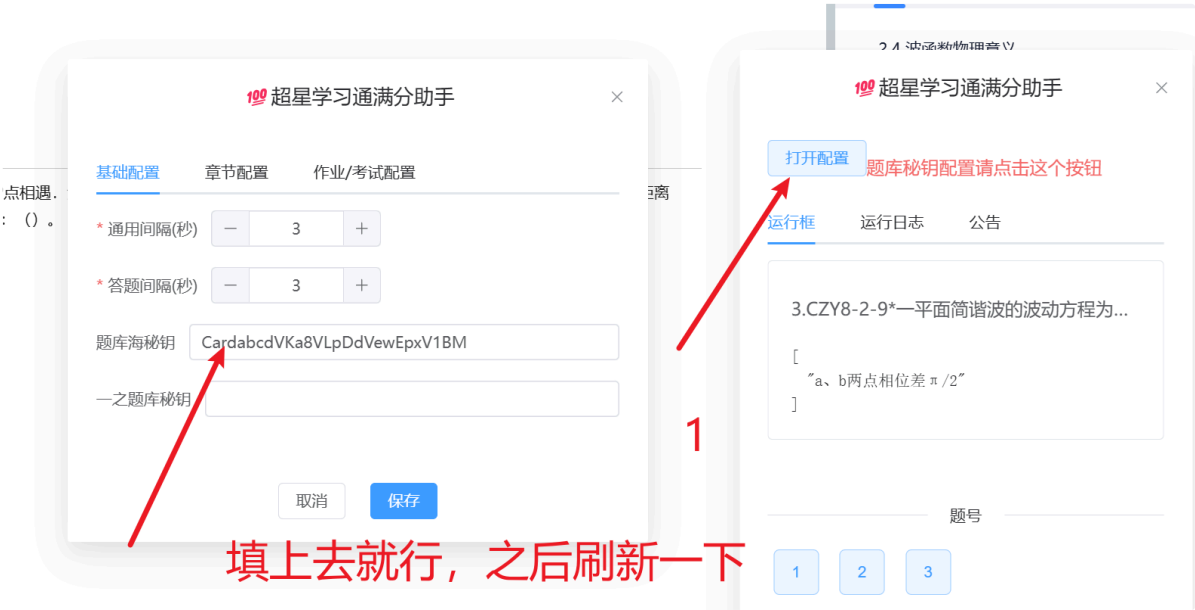 2.4 波函数物理意义
💯 超星学习通满分助手
基础配置 章节配置 作业/考试配置
点相遇.
距离
: （）。
* 通用间隔(秒) － 3 ＋
* 答题间隔(秒) － 3 ＋
题库海秘钥 CardabcdVKa8VLpDdVewEpxV1BM
一之题库秘钥
取消 保存
填上去就行，之后刷新一下
💯 超星学习通满分助手
打开配置 题库秘钥配置请点击这个按钮
运行框 运行日志 公告
3.CZY8-2-9*一平面简谐波的波动方程为...
[
"a、b两点相位差π/2"
]
1
题号
1 2 3